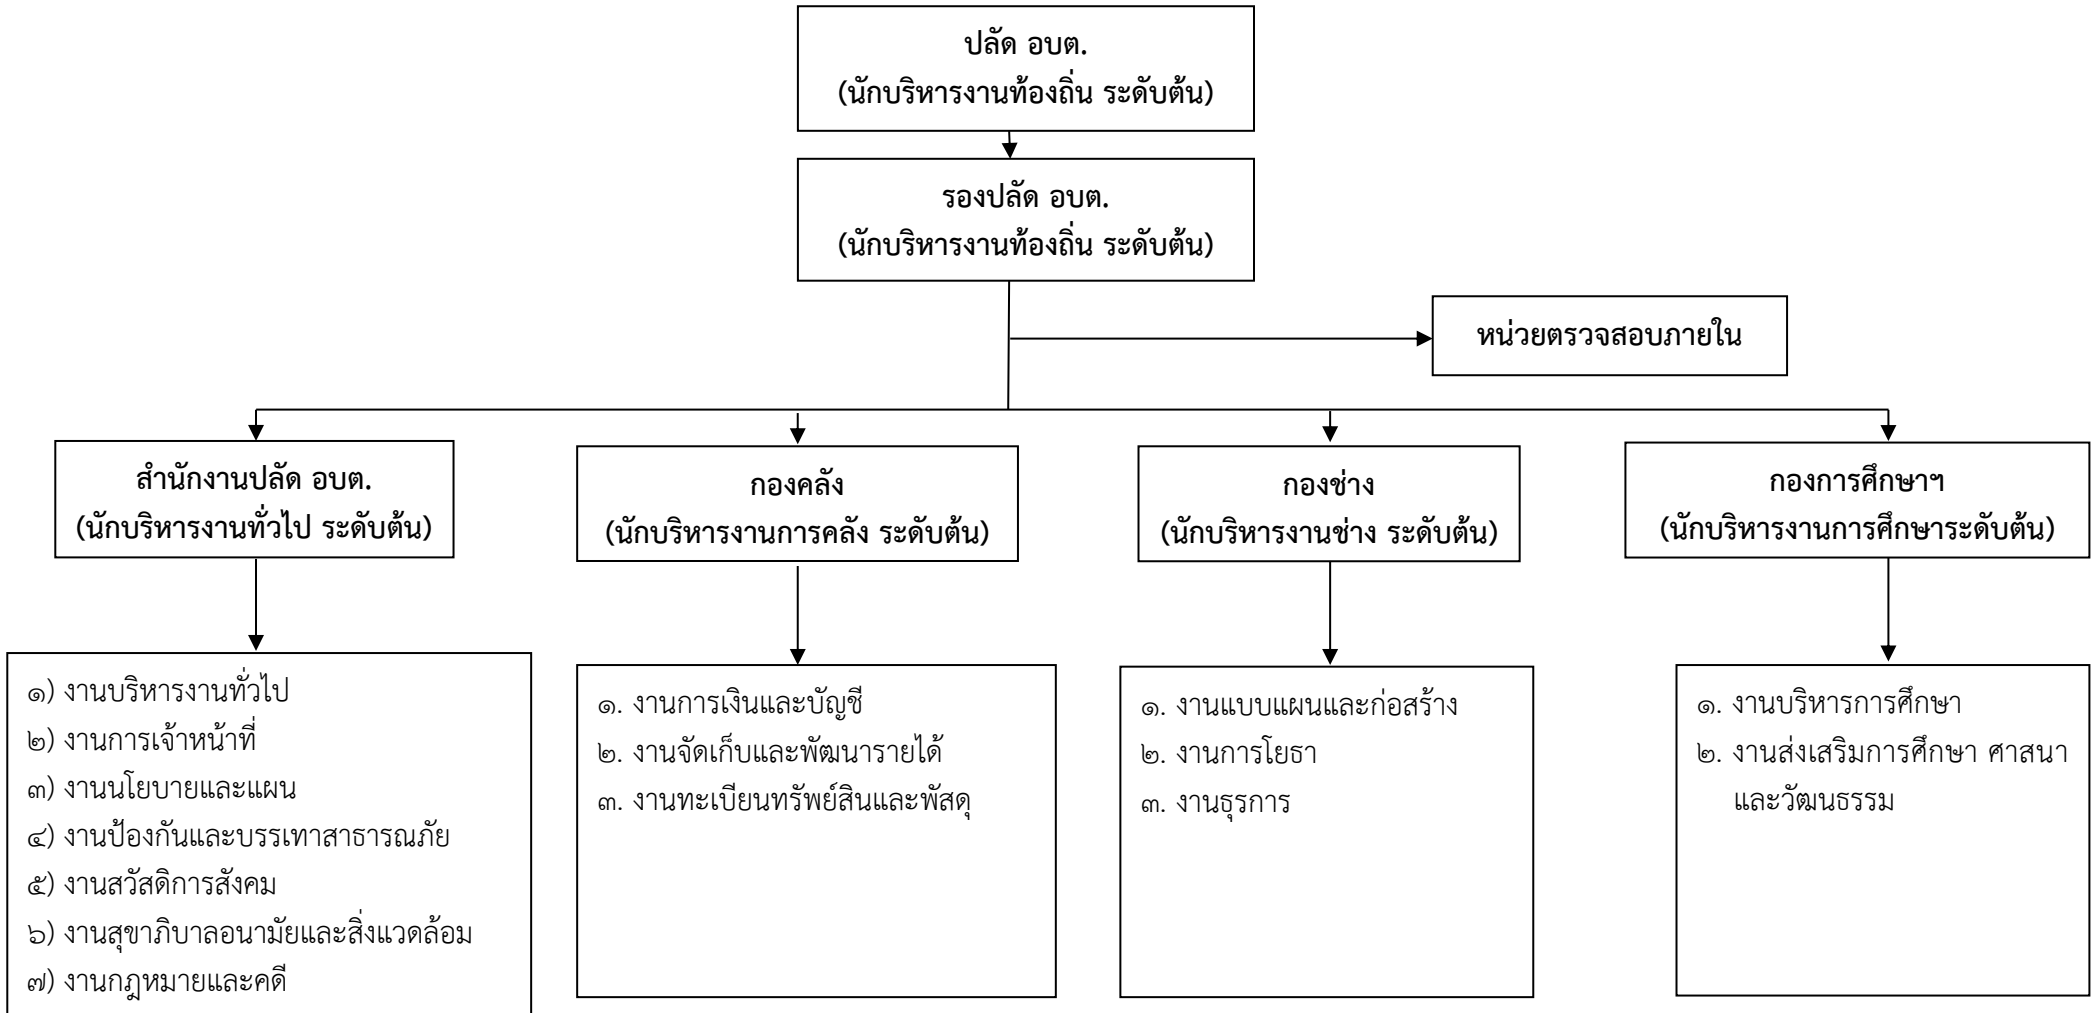 ปลัด อบต.
(นักบริหารงานท้องถิ่น ระดับต้น)
รองปลัด อบต.
(นักบริหารงานท้องถิ่น ระดับต้น)
หน่วยตรวจสอบภายใน
สำนักงานปลัด อบต.
(นักบริหารงานทั่วไป ระดับต้น)
กองคลัง
(นักบริหารงานการคลัง ระดับต้น)
กองช่าง
(นักบริหารงานช่าง ระดับต้น)
กองการศึกษาฯ
(นักบริหารงานการศึกษาระดับต้น)
๑) งานบริหารงานทั่วไป
๒) งานการเจ้าหน้าที่
๓) งานนโยบายและแผน
๔) งานป้องกันและบรรเทาสาธารณภัย
๕) งานสวัสดิการสังคม
๖) งานสุขาภิบาลอนามัยและสิ่งแวดล้อม
๗) งานกฎหมายและคดี
๑. งานการเงินและบัญชี
๒. งานจัดเก็บและพัฒนารายได้
๓. งานทะเบียนทรัพย์สินและพัสดุ
๑. งานแบบแผนและก่อสร้าง
๒. งานการโยธา
๓. งานธุรการ
๑. งานบริหารการศึกษา
๒. งานส่งเสริมการศึกษา ศาสนา
และวัฒนธรรม